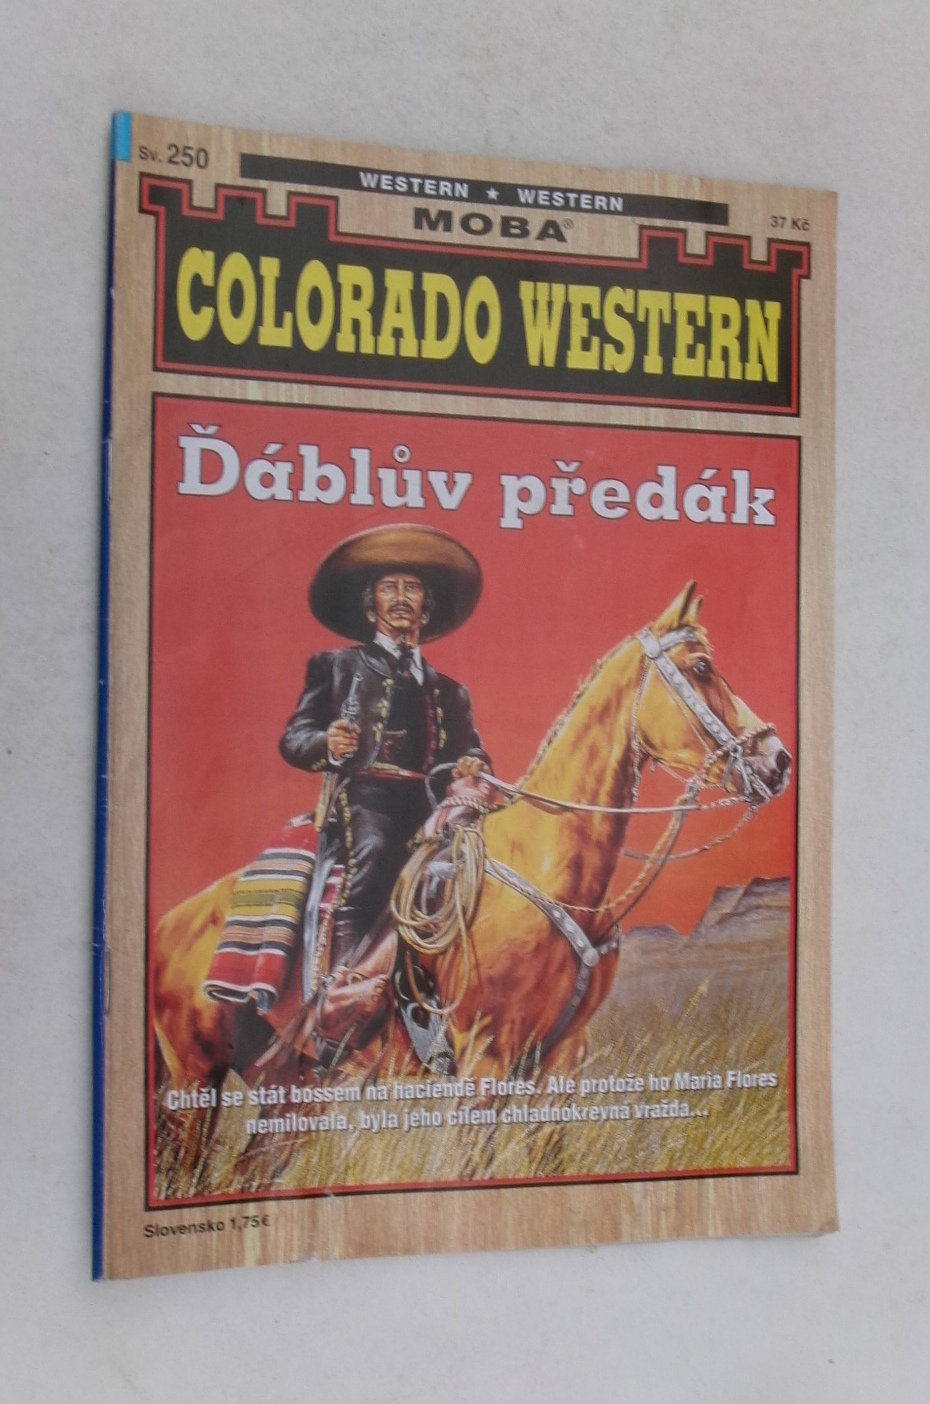 Sv. 250
WESTERN ★ WESTERN
MOBA®
37 Kč
COLORADO WESTERN
Ďáblův předák
Chtěl se stát bossem na haciendě Flores. Ale protože ho Maria Flores
nemilovala, byla jeho cílem chladnokrevná vražda...
Slovensko 1,75 €